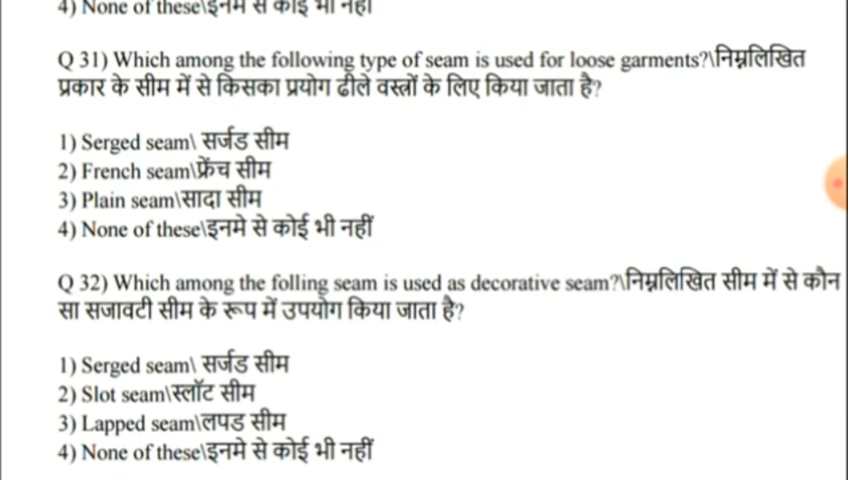 4) None of these\इनमे से कोई भी नहीं
Q 31) Which among the following type of seam is used for loose garments?\निम्नलिखित
प्रकार के सीम में से किसका प्रयोग ढीले वस्त्रों के लिए किया जाता है?
1) Serged seam\ सर्जड सीम
2) French seam\फ्रेंच सीम
3) Plain seam\सादा सीम
4) None of these\इनमे से कोई भी नहीं
Q 32) Which among the folling seam is used as decorative seam?\निम्नलिखित सीम में से कौन
सा सजावटी सीम के रूप में उपयोग किया जाता है?
1) Serged seam\ सर्जड सीम
2) Slot seam\स्लॉट सीम
3) Lapped seam\लपड सीम
4) None of these\इनमे से कोई भी नहीं